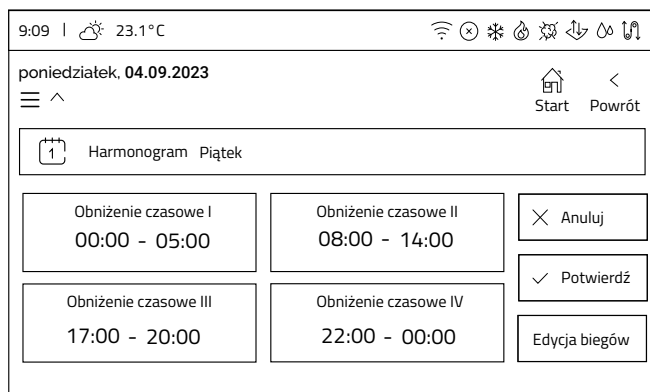 9:09 | 23.1°C
poniedziałek, 04.09.2023
Start Powrót
1 Harmonogram Piątek
Obniżenie czasowe I
00:00 - 05:00
Obniżenie czasowe II
08:00 - 14:00
Anuluj
Potwierdź
Obniżenie czasowe III
17:00 - 20:00
Obniżenie czasowe IV
22:00 - 00:00
Edycja biegów